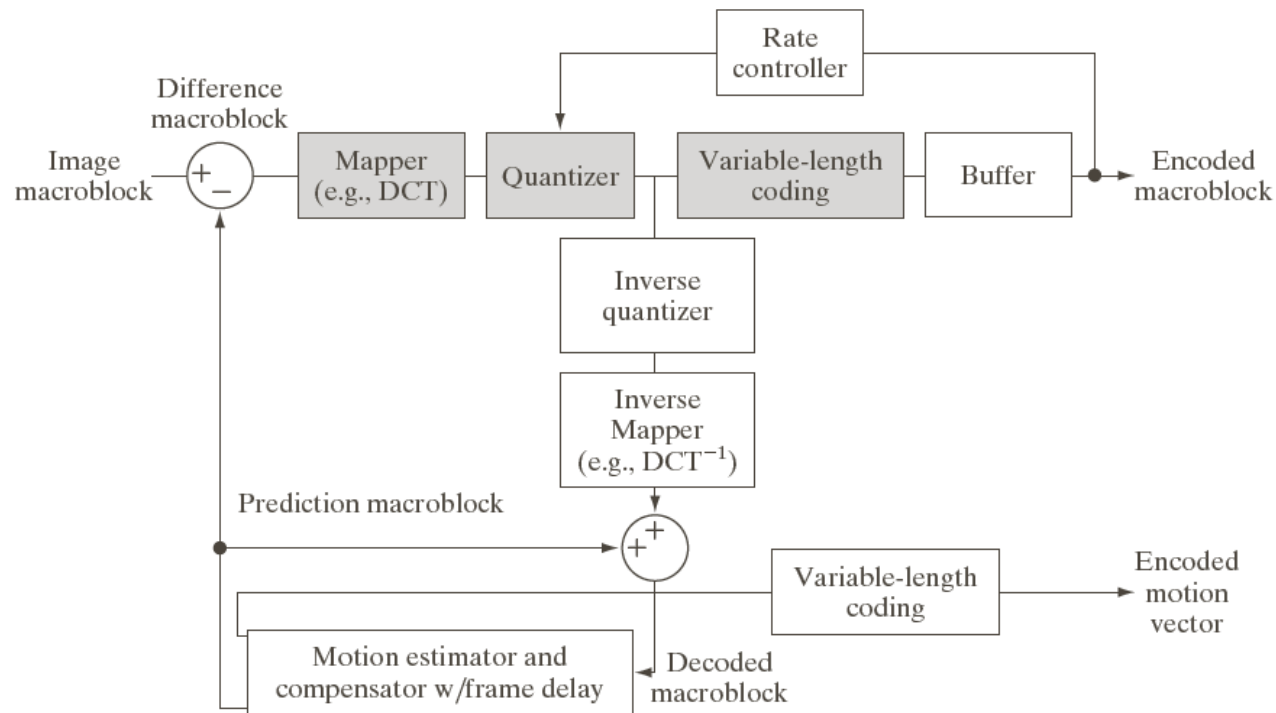 Rate
controller
Difference
macroblock
Image
macroblock
+
−
Mapper
(e.g., DCT)
Quantizer
Variable-length
coding
Buffer
Encoded
macroblock
Inverse
quantizer
Inverse
Mapper
(e.g., DCT⁻¹)
Prediction macroblock
+
+
Variable-length
coding
Encoded
motion
vector
Motion estimator and
compensator w/frame delay
Decoded
macroblock